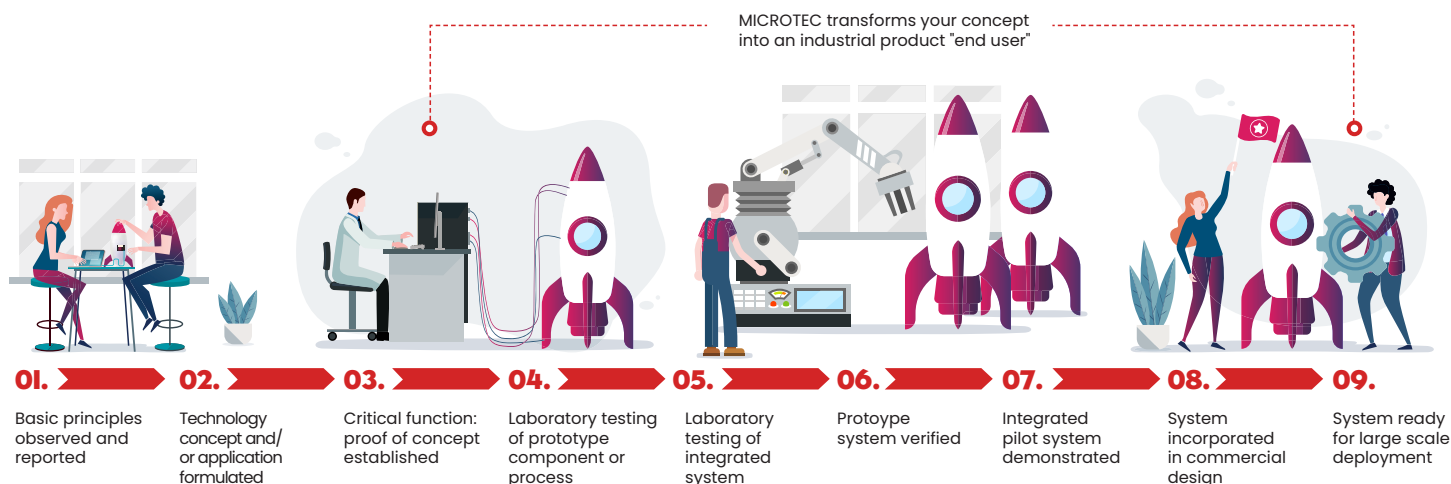 MICROTEC transforms your concept
into an industrial product "end user"
01.
Basic principles
observed and
reported
02.
Technology
concept and/
or application
formulated
03.
Critical function:
proof of concept
established
04.
Laboratory testing
of prototype
component or
process
05.
Laboratory
testing of
integrated
system
06.
Protoype
system verified
07.
Integrated
pilot system
demonstrated
08.
System
incorporated
in commercial
design
09.
System ready
for large scale
deployment